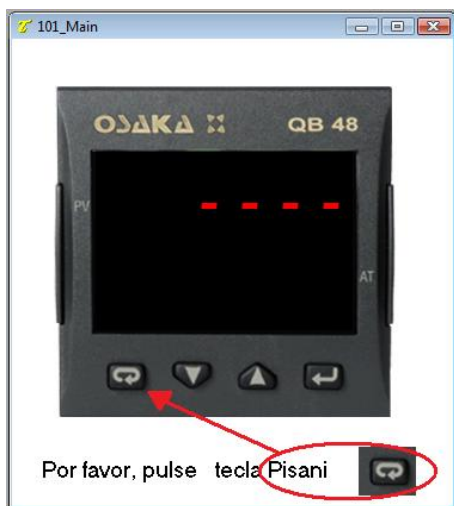 101_Main
OSAKA QB 48
PV
- - - -
AT
Por favor, pulse tecla Pisani